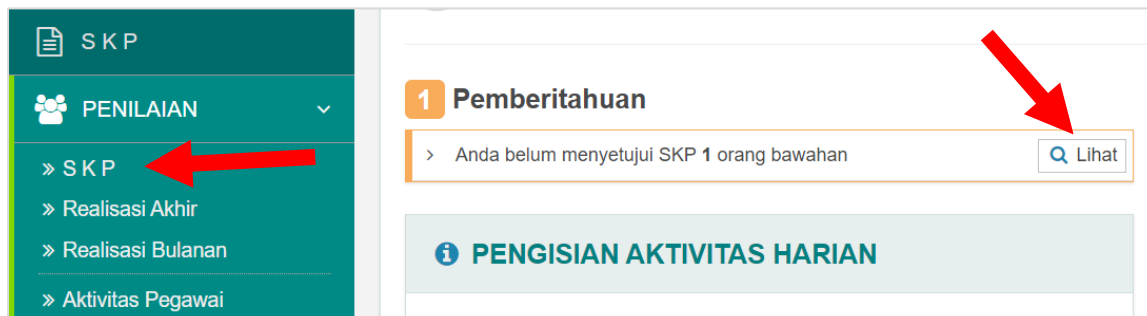 S K P
PENILAIAN
» S K P
» Realisasi Akhir
» Realisasi Bulanan
» Aktivitas Pegawai
1 Pemberitahuan
> Anda belum menyetujui SKP 1 orang bawahan
Lihat
PENGISIAN AKTIVITAS HARIAN